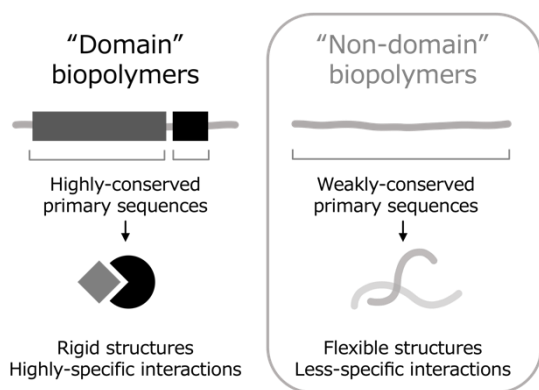 “Domain”
biopolymers
Highly-conserved
primary sequences
Rigid structures
Highly-specific interactions
“Non-domain”
biopolymers
Weakly-conserved
primary sequences
Flexible structures
Less-specific interactions